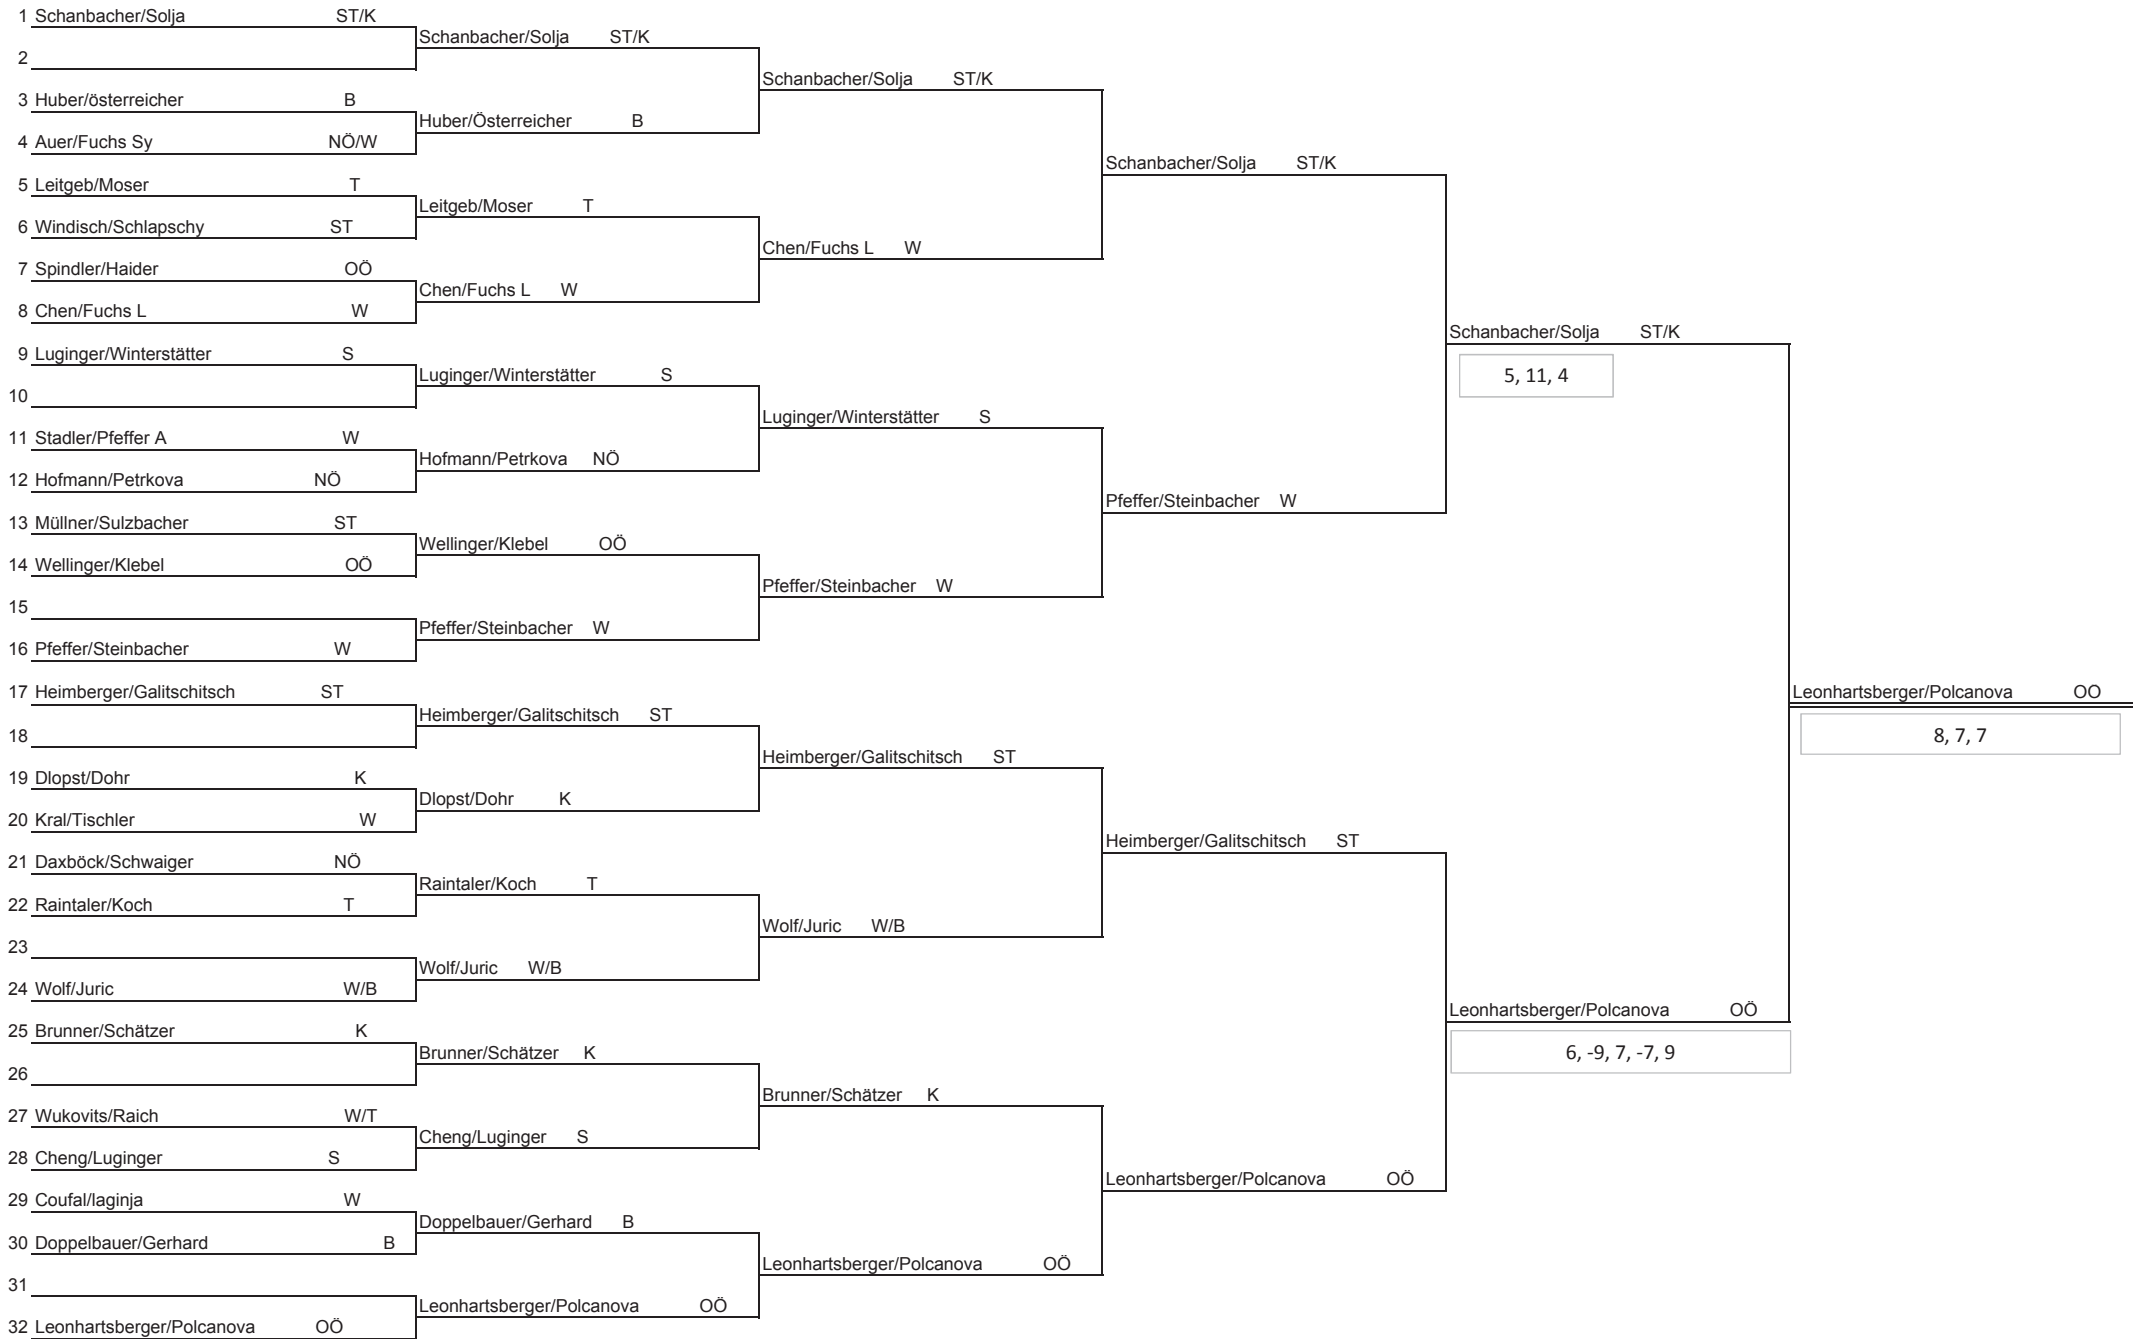 1 Schanbacher/Solja ST/K
2
3 Huber/österreicher B
4 Auer/Fuchs Sy NÖ/W
5 Leitgeb/Moser T
6 Windisch/Schlapschy ST
7 Spindler/Haider OÖ
8 Chen/Fuchs L W
9 Luginger/Winterstätter S
10
11 Stadler/Pfeffer A W
12 Hofmann/Petrkova NÖ
13 Müllner/Sulzbacher ST
14 Wellinger/Klebel OÖ
15
16 Pfeffer/Steinbacher W
17 Heimberger/Galitschitsch ST
18
19 Dlopst/Dohr K
20 Kral/Tischler W
21 Daxböck/Schwaiger NÖ
22 Raintaler/Koch T
23
24 Wolf/Juric W/B
25 Brunner/Schätzer K
26
27 Wukovits/Raich W/T
28 Cheng/Luginger S
29 Coufal/laginja W
30 Doppelbauer/Gerhard B
31
32 Leonhartsberger/Polcanova OÖ
Schanbacher/Solja ST/K
Huber/Österreicher B
Leitgeb/Moser T
Chen/Fuchs L W
Luginger/Winterstätter S
Hofmann/Petrkova NÖ
Wellinger/Klebel OÖ
Pfeffer/Steinbacher W
Heimberger/Galitschitsch ST
Dlopst/Dohr K
Raintaler/Koch T
Wolf/Juric W/B
Brunner/Schätzer K
Cheng/Luginger S
Doppelbauer/Gerhard B
Leonhartsberger/Polcanova OÖ
Schanbacher/Solja ST/K
Chen/Fuchs L W
Luginger/Winterstätter S
Pfeffer/Steinbacher W
Heimberger/Galitschitsch ST
Wolf/Juric W/B
Brunner/Schätzer K
Leonhartsberger/Polcanova OÖ
Schanbacher/Solja ST/K
Pfeffer/Steinbacher W
Heimberger/Galitschitsch ST
Leonhartsberger/Polcanova OÖ
Schanbacher/Solja ST/K
5, 11, 4
Leonhartsberger/Polcanova OÖ
6, -9, 7, -7, 9
Leonhartsberger/Polcanova OO
8, 7, 7